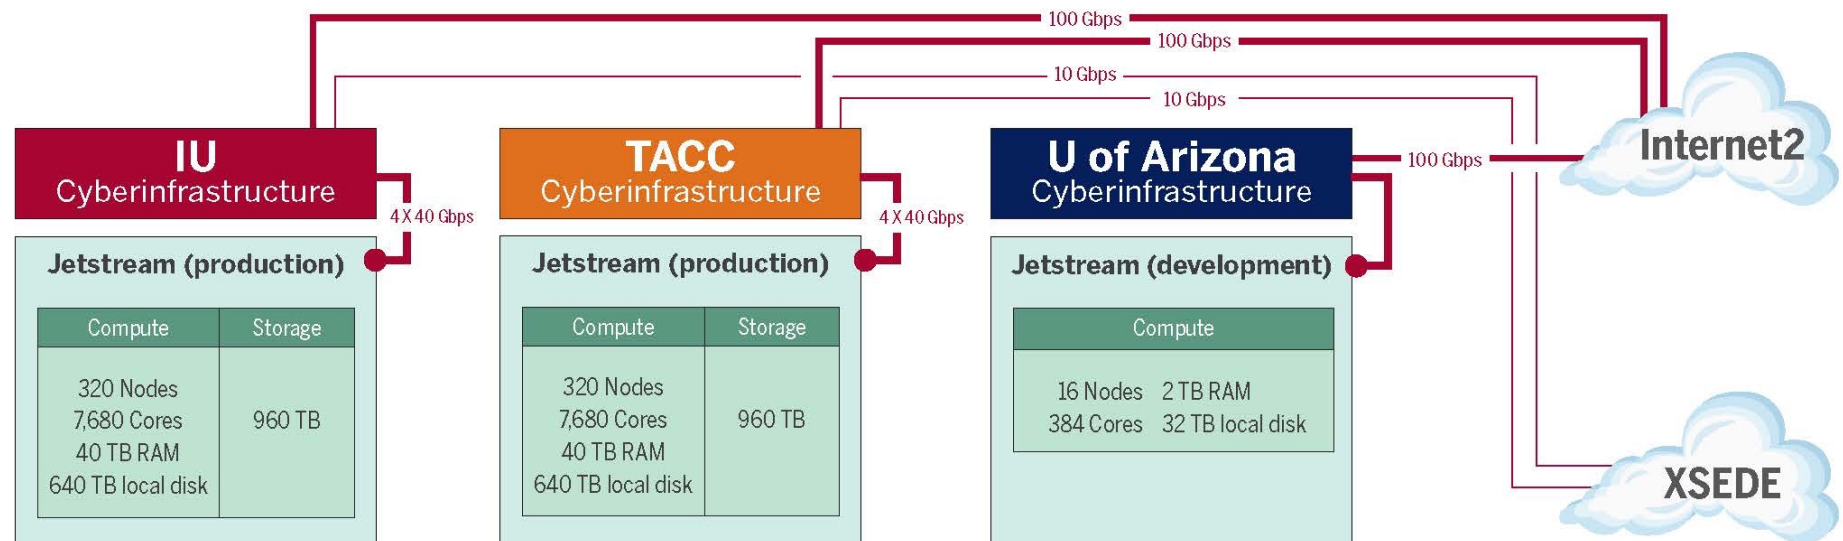 100 Gbps
100 Gbps
10 Gbps
10 Gbps
IU
Cyberinfrastructure
4 X 40 Gbps
TACC
Cyberinfrastructure
4 X 40 Gbps
U of Arizona
Cyberinfrastructure
100 Gbps
Internet2
Jetstream (production)
Compute
Storage
320 Nodes
7,680 Cores
40 TB RAM
640 TB local disk
960 TB
Jetstream (production)
Compute
Storage
320 Nodes
7,680 Cores
40 TB RAM
640 TB local disk
960 TB
Jetstream (development)
Compute
16 Nodes 2 TB RAM
384 Cores 32 TB local disk
XSEDE